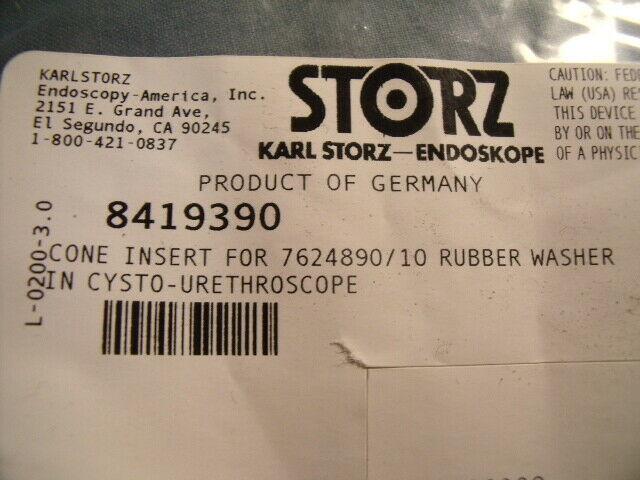 KARLSTORZ
Endoscopy-America, Inc.
2151 E. Grand Ave,
El Segundo, CA 90245
1-800-421-0837
STORZ
KARL STORZ—ENDOSKOPE
CAUTION: FEDE
LAW (USA) RES
THIS DEVICE
BY OR ON THE
OF A PHYSIC
PRODUCT OF GERMANY
8419390
CONE INSERT FOR 7624890/10 RUBBER WASHER
IN CYSTO-URETHROSCOPE
L-0200-3.0